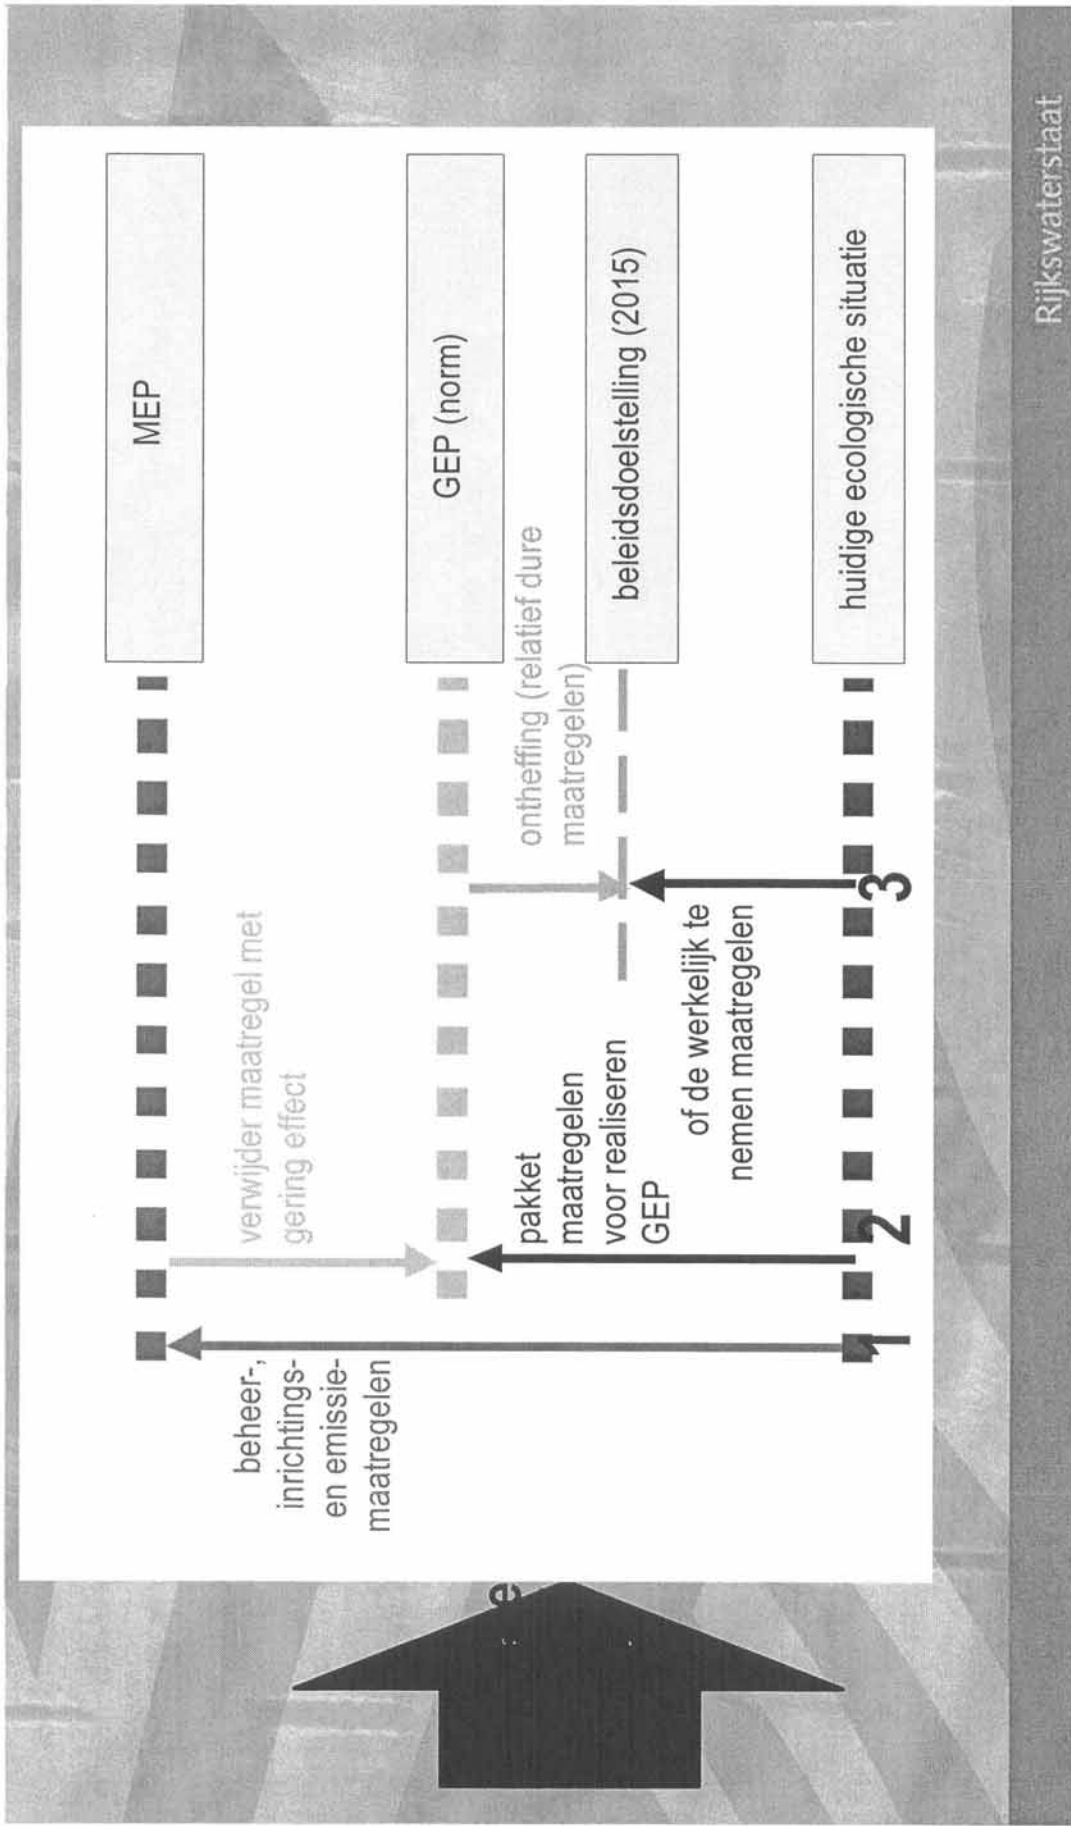 MEP
GEP (norm)
beleidsdoelstelling (2015)
huidige ecologische situatie
beheer-,
inrichtings-
en emissie-
maatregelen
verwijder maatregel met
gering effect
pakket
maatregelen
voor realiseren
GEP
ontheffing (relatief dure
maatregelen)
of de werkelijk te
nemen maatregelen
1
2
3
Rijkswaterstaat